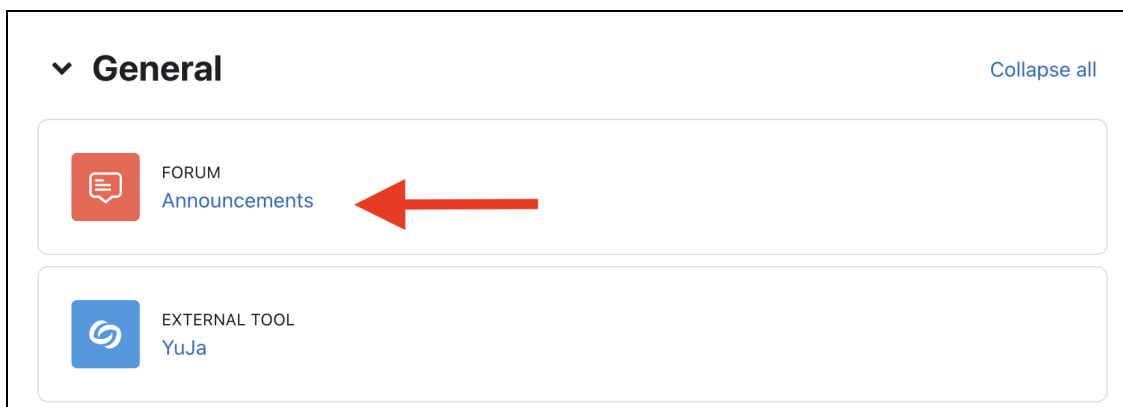 General
Collapse all
FORUM
Announcements
EXTERNAL TOOL
YuJa